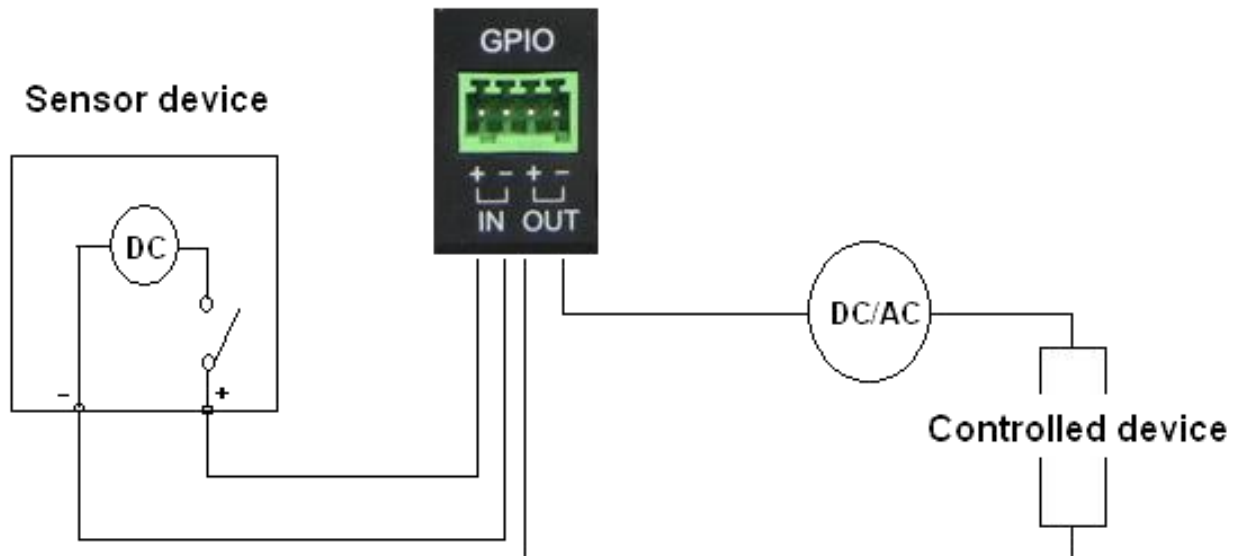 GPIO
Sensor device
+ - + -
IN OUT
DC
- +
DC/AC
Controlled device